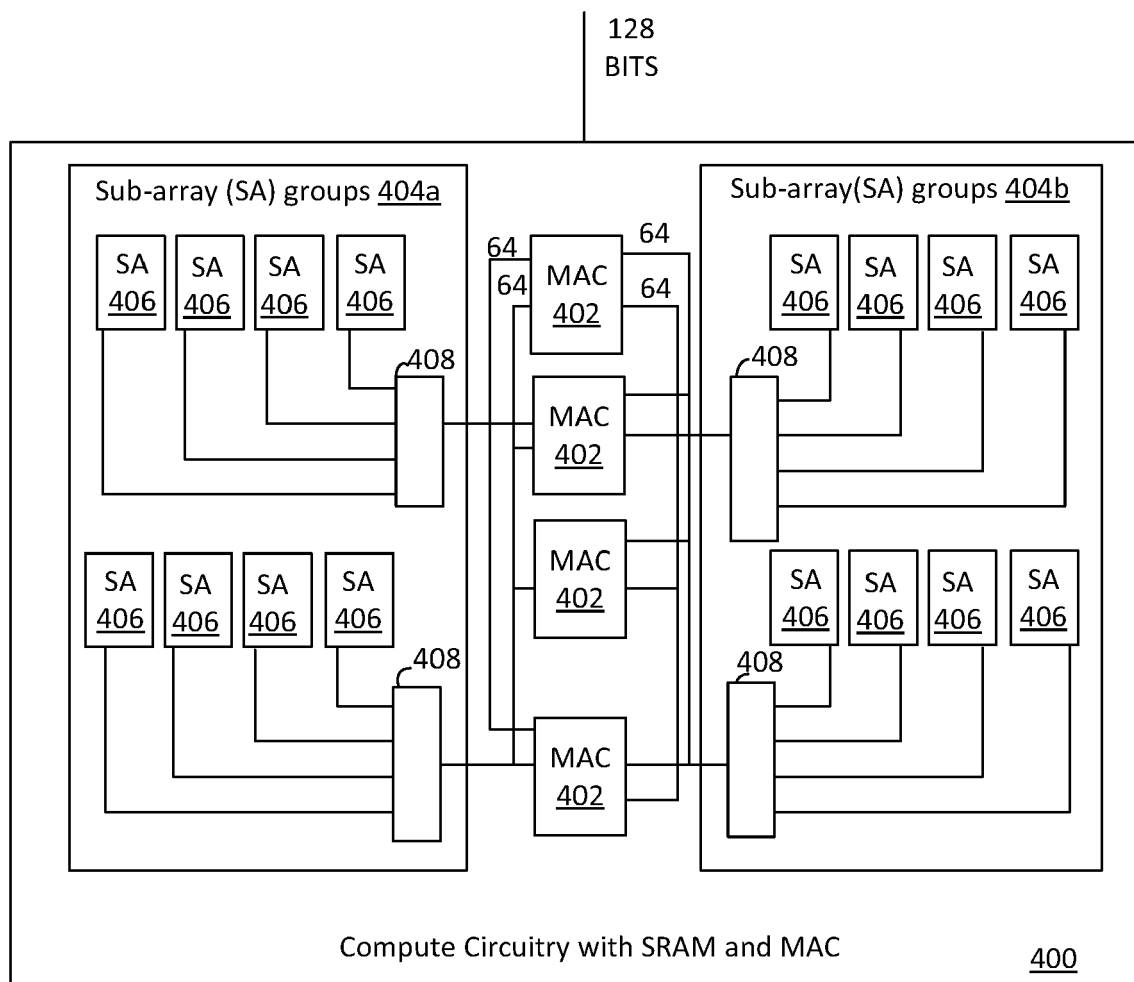 128
BITS
Sub-array (SA) groups 404a
Sub-array(SA) groups 404b
SA
406
SA
406
SA
406
SA
406
64
64
MAC
402
64
64
SA
406
SA
406
SA
406
SA
406
408
408
MAC
402
MAC
402
SA
406
SA
406
SA
406
SA
406
SA
406
SA
406
SA
406
SA
406
408
408
MAC
402
Compute Circuitry with SRAM and MAC
400